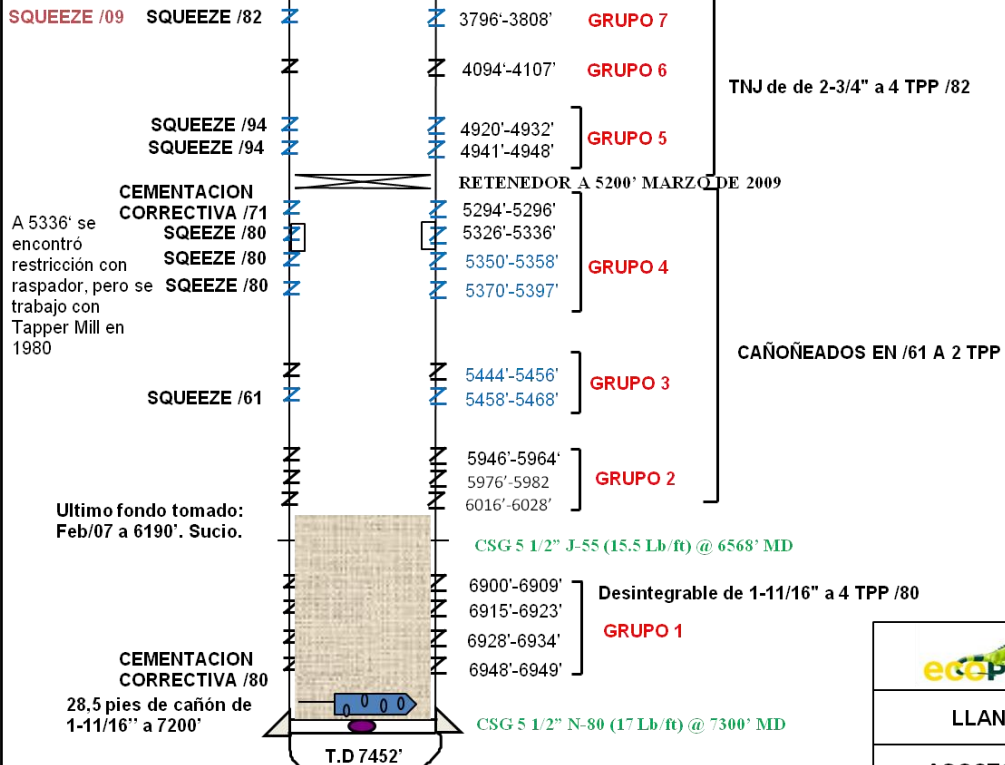 SQUEEZE /09 SQUEEZE /82 3796‘-3808’ GRUPO 7
4094‘-4107’ GRUPO 6
TNJ de de 2-3/4" a 4 TPP /82
SQUEEZE /94 4920'-4932'
SQUEEZE /94 4941'-4948'
GRUPO 5
RETENEDOR A 5200' MARZO DE 2009
CEMENTACION
CORRECTIVA /71
5294'-5296'
SQEEZE /80 5326'-5336'
SQEEZE /80 5350'-5358'
SQEEZE /80 5370'-5397'
GRUPO 4
A 5336‘ se
encontró
restricción con
raspador, pero se
trabajo con
Tapper Mill en
1980
CAÑOÑEADOS EN /61 A 2 TPP
5444'-5456'
SQUEEZE /61 5458'-5468'
GRUPO 3
5946'-5964‘
5976'-5982
6016'-6028'
GRUPO 2
Ultimo fondo tomado:
Feb/07 a 6190’. Sucio.
CSG 5 1/2” J-55 (15.5 Lb/ft) @ 6568’ MD
6900'-6909'
6915'-6923'
6928'-6934'
6948'-6949'
Desintegrable de 1-11/16" a 4 TPP /80
GRUPO 1
CEMENTACION
CORRECTIVA /80
28,5 pies de cañón de
1-11/16’’ a 7200’
CSG 5 1/2” N-80 (17 Lb/ft) @ 7300’ MD
T.D 7452’
LLAN